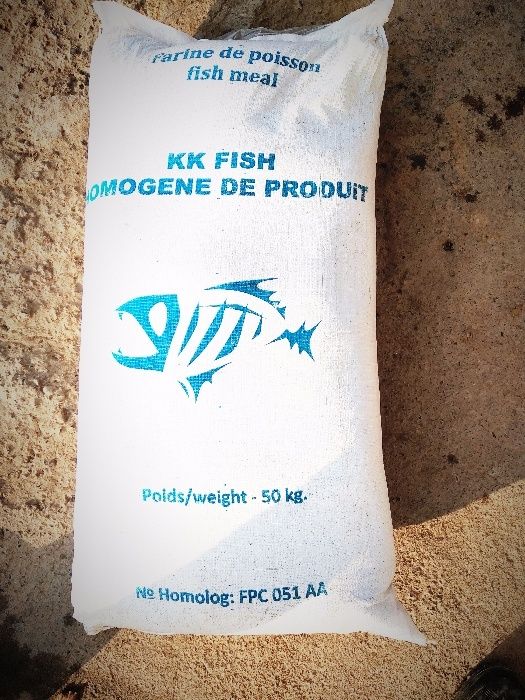 Farine de poisson
fish meal
KK FISH
HOMOGENE DE PRODUiT
Poids/weight - 50 kg.
№ Homolog: FPC 051 AA